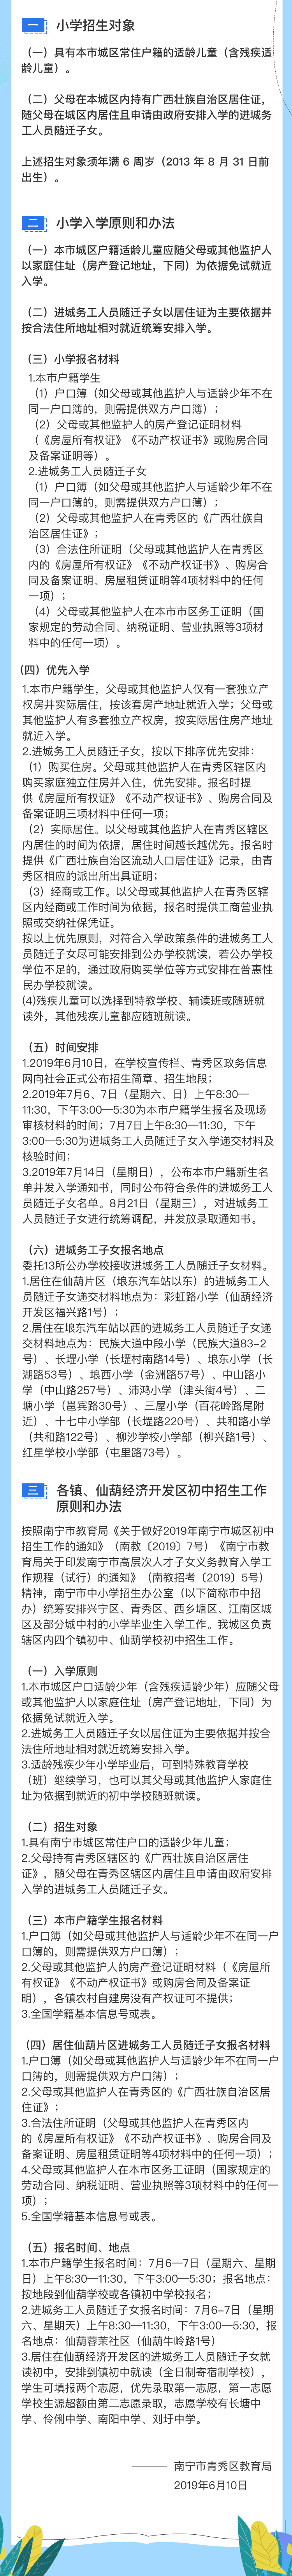 一 小学招生对象
（一）具有本市城区常住户籍的适龄儿童（含残疾适
龄儿童）。
（二）父母在本城区内持有广西壮族自治区居住证，
随父母在城区内居住且申请由政府安排入学的进城务
工人员随迁子女。
上述招生对象须年满 6 周岁（2013 年 8 月 31 日前
出生）。
二 小学入学原则和办法
（一）本市城区户籍适龄儿童应随父母或其他监护人
以家庭住址（房产登记地址，下同）为依据免试就近
入学。
（二）进城务工人员随迁子女以居住证为主要依据并
按合法住所地址相对就近统筹安排入学。
（三）小学报名材料
1.本市户籍学生
（1）户口簿（如父母或其他监护人与适龄少年不在
同一户口簿的，则需提供双方户口簿）；
（2）父母或其他监护人的房产登记证明材料
（《房屋所有权证》《不动产权证书》或购房合同
及备案证明等）。
2.进城务工人员随迁子女
（1）户口簿（如父母或其他监护人与适龄少年不在
同一户口簿的，则需提供双方户口簿）；
（2）父母或其他监护人在青秀区的《广西壮族自
治区居住证》；
（3）合法住所证明（父母或其他监护人在青秀区
内的《房屋所有权证》《不动产权证书》、购房合
同及备案证明、房屋租赁证明等4项材料中的任何
一项）；
（4）父母或其他监护人在本市市区务工证明（国
家规定的劳动合同、纳税证明、营业执照等3项材
料中的任何一项）。
（四）优先入学
1.本市户籍学生，父母或其他监护人仅有一套独立产
权房并实际居住，按该套房产地址就近入学；父母或
其他监护人有多套独立产权房，按实际居住房产地址
就近入学。
2.进城务工人员随迁子女，按以下排序优先安排：
（1）购买住房。父母或其他监护人在青秀区辖区内
购买家庭独立住房并入住，优先安排。报名时提
供《房屋所有权证》《不动产权证书》、购房合同及
备案证明三项材料中任何一项；
（2）实际居住。以父母或其他监护人在青秀区辖区
内居住的时间为依据，居住时间越长越优先。报名时
提供《广西壮族自治区流动人口居住证》记录，由青
秀区相应的派出所出具证明；
（3）经商或工作。以父母或其他监护人在青秀区辖
区内经商或工作时间为依据，报名时提供工商营业执
照或交纳社保凭证。
按以上优先原则，对符合入学政策条件的进城务工人
员随迁子女尽可能安排到公办学校就读，若公办学校
学位不足的，通过政府购买学位等方式安排在普惠性
民办学校就读。
(4)残疾儿童可以选择到特教学校、辅读班或随班就
读外，其他残疾儿童都应随班就读。
（五）时间安排
1.2019年6月10日，在学校宣传栏、青秀区政务信息
网向社会正式公布招生简章、招生地段；
2.2019年7月6、7日（星期六、日）上午8:30—
11:30，下午3:00—5:30为本市户籍学生报名及现场
审核材料的时间；7月7日上午8:30—11:30，下午
3:00—5:30为进城务工人员随迁子女入学递交材料及
核验时间；
3.2019年7月14日（星期日），公布本市户籍新生名
单并发入学通知书，同时公布符合条件的进城务工人
员随迁子女名单。8月21日（星期三），对进城务工
人员随迁子女进行统筹调配，并发放录取通知书。
（六）进城务工子女报名地点
委托13所公办学校接收进城务工人员随迁子女材料。
1.居住在仙葫片区（埌东汽车站以东）的进城务工人
员随迁子女递交材料地点为：彩虹路小学（仙葫经济
开发区福兴路1号）；
2.居住在埌东汽车站以西的进城务工人员随迁子女递
交材料地点为：民族大道中段小学（民族大道83-2
号）、长堽小学（长堽村南路14号）、埌东小学（长
湖路53号）、埌西小学（金洲路57号）、中山路小
学（中山路257号）、沛鸿小学（津头街4号）、二
塘小学（邕宾路30号）、三屋小学（百花岭路尾附
近）、十七中小学部（长堽路220号）、共和路小学
（共和路122号）、柳沙学校小学部（柳兴路1号）、
红星学校小学部（屯里路73号）。
三 各镇、仙葫经济开发区初中招生工作
原则和办法
按照南宁市教育局《关于做好2019年南宁市城区初中
招生工作的通知》（南教〔2019〕7号）《南宁市教
育局关于印发南宁市高层次人才子女义务教育入学工
作规程（试行）的通知》（南教招考〔2019〕5号）
精神，南宁市中小学招生办公室（以下简称市中招
办）统筹安排兴宁区、青秀区、西乡塘区、江南区城
区及部分城中村的小学毕业生入学工作。我城区负责
辖区内四个镇初中、仙葫学校初中招生工作。
（一）入学原则
1.本市城区户口适龄少年（含残疾适龄少年）应随父母
或其他监护人以家庭住址（房产登记地址，下同）为
依据免试就近入学。
2.进城务工人员随迁子女以居住证为主要依据并按合
法住所地址相对就近统筹安排入学。
3.适龄残疾少年小学毕业后，可到特殊教育学校
（班）继续学习，也可以其父母或其他监护人家庭住
址为依据到就近的初中学校随班就读。
（二）招生对象
1.具有南宁市城区常住户口的适龄少年儿童；
2.父母持有青秀区辖区的《广西壮族自治区居住
证》，随父母在青秀区辖区内居住且申请由政府安排
入学的进城务工人员随迁子女。
（三）本市户籍学生报名材料
1.户口簿（如父母或其他监护人与适龄少年不在同一户
口簿的，则需提供双方户口簿）；
2.父母或其他监护人的房产登记证明材料（《房屋所
有权证》《不动产权证书》或购房合同及备案证
明），各镇农村自建房没有产权证可不提供；
3.全国学籍基本信息号或表。
（四）居住仙葫片区进城务工人员随迁子女报名材料
1.户口簿（如父母或其他监护人与适龄少年不在同一户
口簿的，则需提供双方户口簿）；
2.父母或其他监护人在青秀区的《广西壮族自治区居
住证》；
3.合法住所证明（父母或其他监护人在青秀区内
的《房屋所有权证》《不动产权证书》、购房合同及
备案证明、房屋租赁证明等4项材料中的任何一项）；
4.父母或其他监护人在本市区务工证明（国家规定的
劳动合同、纳税证明、营业执照等3项材料中的任何一
项）；
5.全国学籍基本信息号或表。
（五）报名时间、地点
1.本市户籍学生报名时间：7月6—7日（星期六、星期
日）上午8:30—11:30，下午3:00—5:30；报名地点：
按地段到仙葫学校或各镇初中学校报名；
2.进城务工人员随迁子女报名时间：7月6-7日（星期
六、星期天）上午8:30—11:30，下午3:00—5:30，报
名地点：仙葫蓉茉社区（仙葫牛岭路1号）
3.居住在仙葫经济开发区的进城务工人员随迁子女就
读初中，安排到镇初中就读（全日制寄宿制学校），
学生可填报两个志愿，优先录取第一志愿，第一志愿
学校生源超额由第二志愿录取，志愿学校有长塘中
学、伶俐中学、南阳中学、刘圩中学。
—— 南宁市青秀区教育局
2019年6月10日